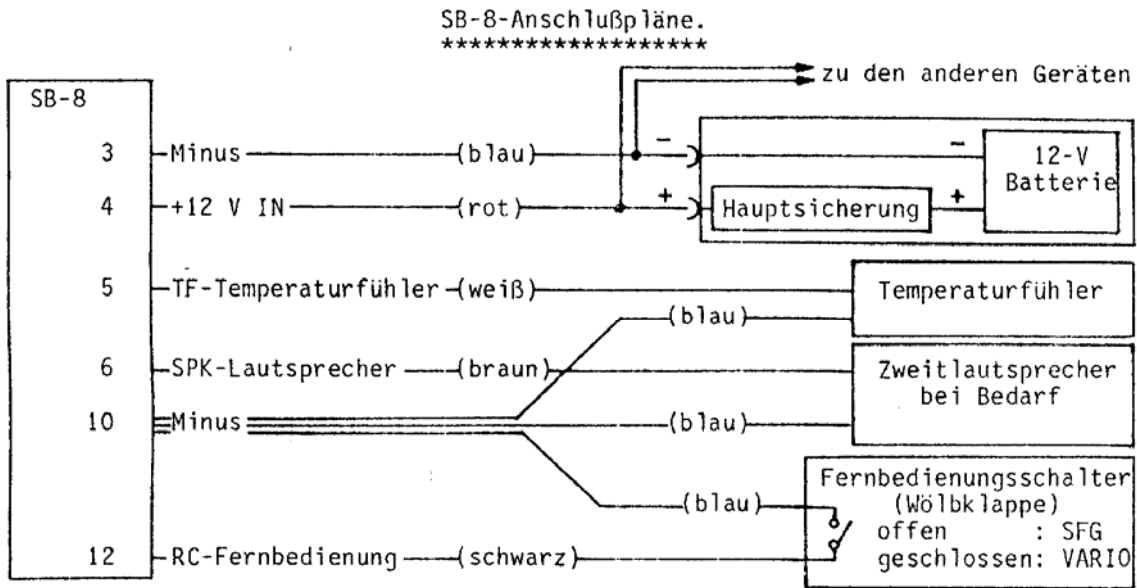 SB-8-Anschlußpläne.
*******************
zu den anderen Geräten
SB-8
3 Minus (blau) - - 12-V
Batterie
4 +12 V IN (rot) + Hauptsicherung +
5 TF-Temperaturfühler (weiß) Temperaturfühler
(blau)
6 SPK-Lautsprecher (braun) Zweitlautsprecher
bei Bedarf
10 Minus (blau)
Fernbedienungsschalter
(blau) (Wölbklappe)
offen : SFG
12 RC-Fernbedienung (schwarz) geschlossen: VARIO